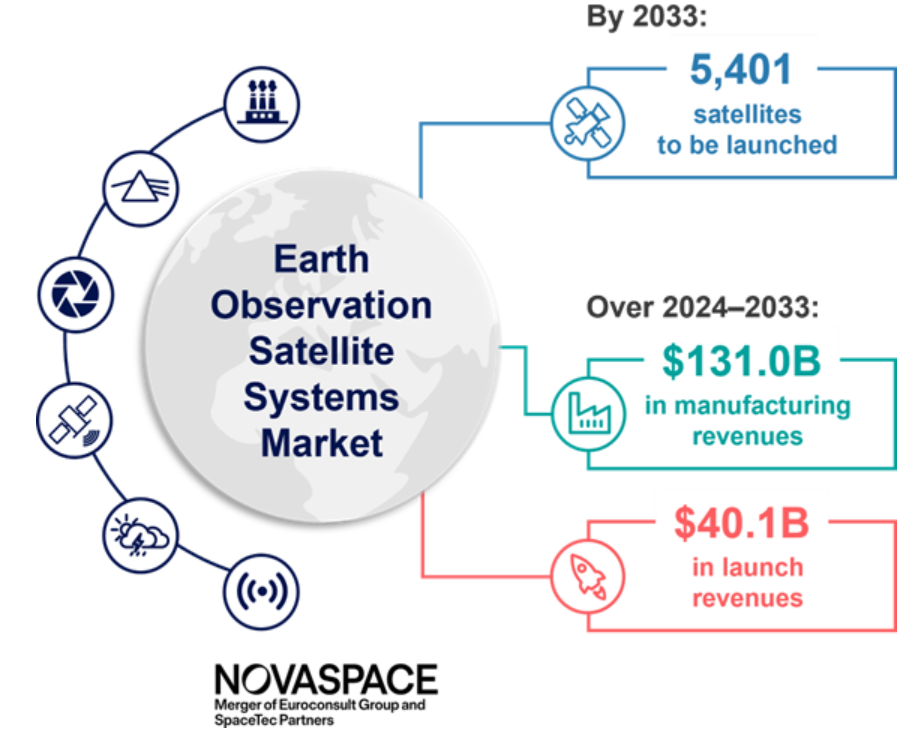 By 2033:
5,401
satellites
to be launched
Earth
Observation
Satellite
Systems
Market
Over 2024–2033:
$131.0B
in manufacturing
revenues
$40.1B
in launch
revenues
NOVASPACE
Merger of Euroconsult Group and
SpaceTec Partners